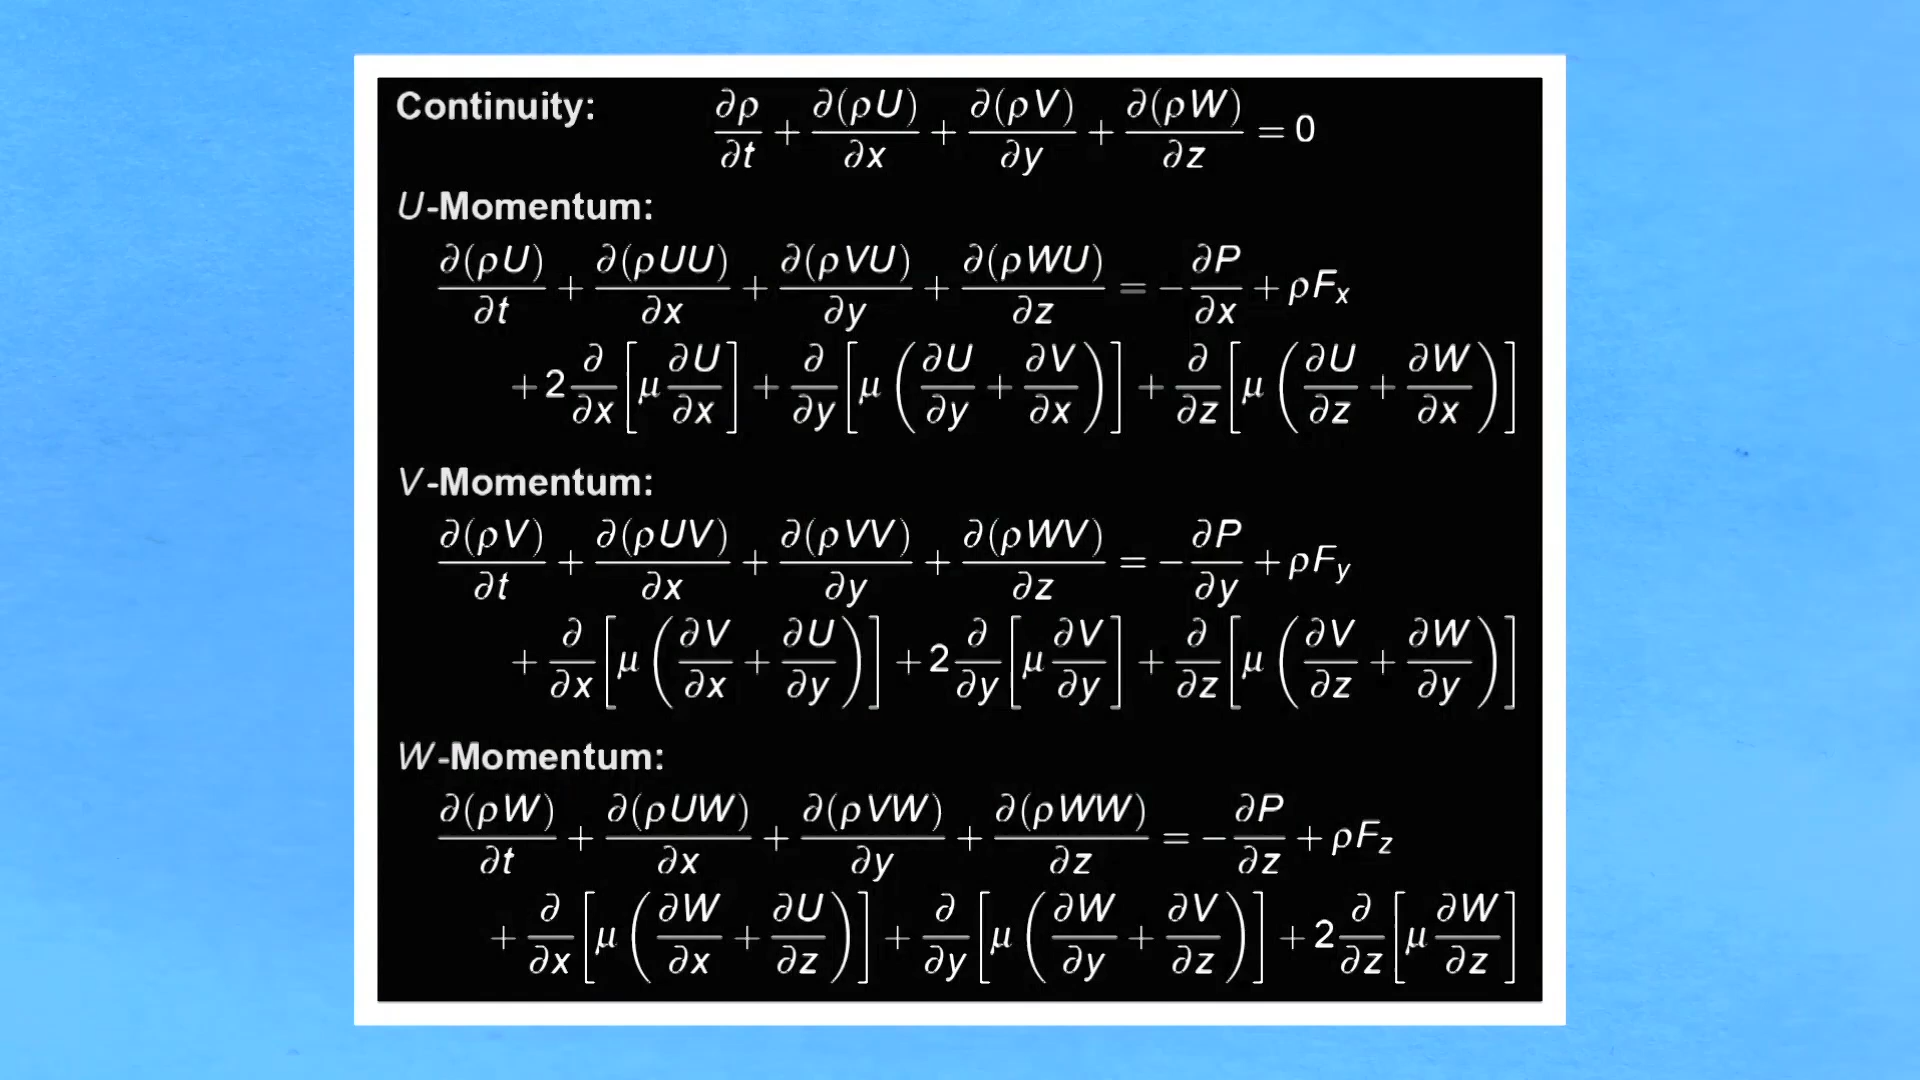 Continuity: ∂ρ/∂t + ∂(ρU)/∂x + ∂(ρV)/∂y + ∂(ρW)/∂z = 0
U-Momentum:
∂(ρU)/∂t + ∂(ρUU)/∂x + ∂(ρVU)/∂y + ∂(ρWU)/∂z = -∂P/∂x + ρFₓ
+ 2 ∂/∂x [μ ∂U/∂x] + ∂/∂y [μ (∂U/∂y + ∂V/∂x)] + ∂/∂z [μ (∂U/∂z + ∂W/∂x)]
V-Momentum:
∂(ρV)/∂t + ∂(ρUV)/∂x + ∂(ρVV)/∂y + ∂(ρWV)/∂z = -∂P/∂y + ρF_y
+ ∂/∂x [μ (∂V/∂x + ∂U/∂y)] + 2 ∂/∂y [μ ∂V/∂y] + ∂/∂z [μ (∂V/∂z + ∂W/∂y)]
W-Momentum:
∂(ρW)/∂t + ∂(ρUW)/∂x + ∂(ρVW)/∂y + ∂(ρWW)/∂z = -∂P/∂z + ρF_z
+ ∂/∂x [μ (∂W/∂x + ∂U/∂z)] + ∂/∂y [μ (∂W/∂y + ∂V/∂z)] + 2 ∂/∂z [μ ∂W/∂z]